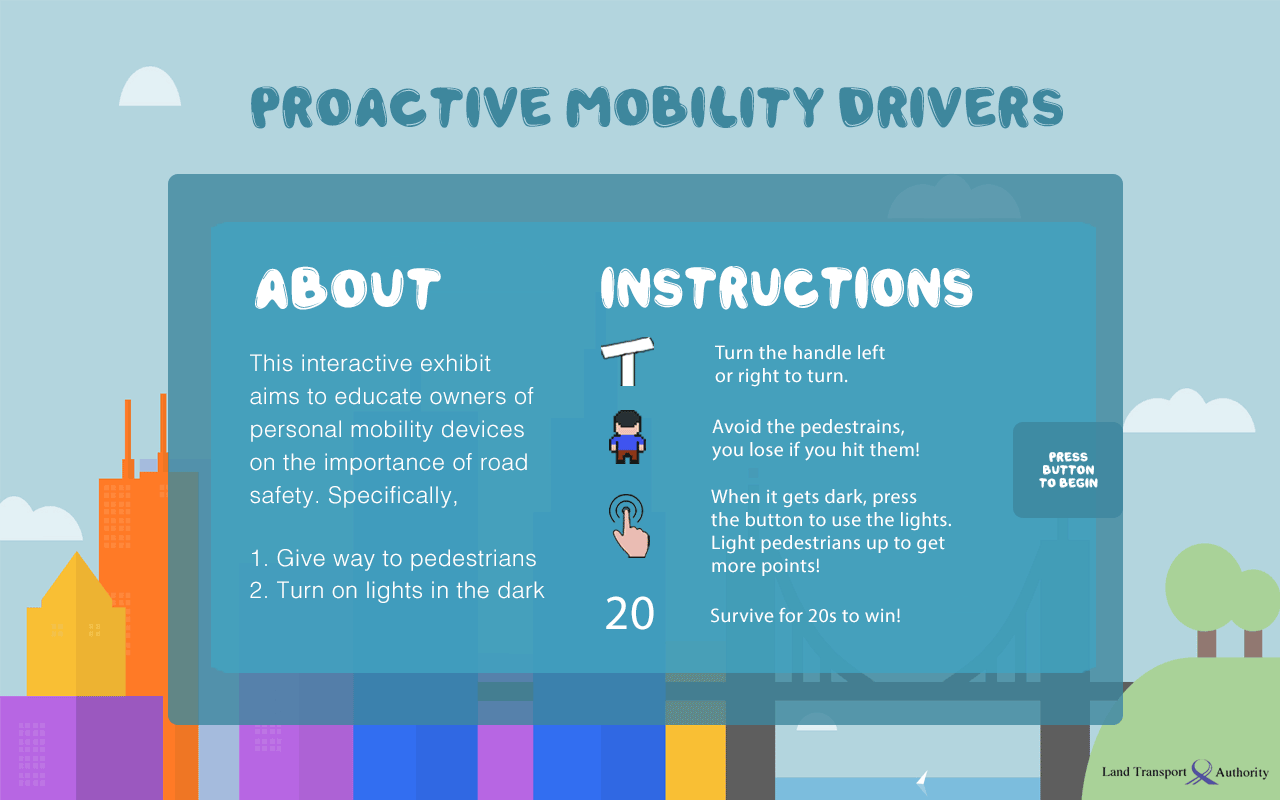 PROACTIVE MOBILITY DRIVERS
ABOUT
This interactive exhibit
aims to educate owners of
personal mobility devices
on the importance of road
safety. Specifically,
1. Give way to pedestrians
2. Turn on lights in the dark
INSTRUCTIONS
Turn the handle left
or right to turn.
Avoid the pedestrains,
you lose if you hit them!
When it gets dark, press
the button to use the lights.
Light pedestrians up to get
more points!
20
Survive for 20s to win!
PRESS
BUTTON
TO BEGIN
Land Transport Authority